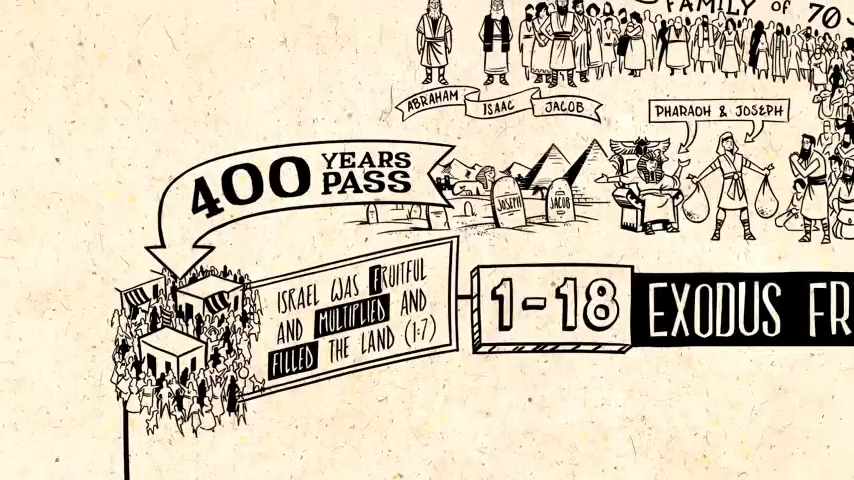 FAMILY OF 70
ABRAHAM
ISAAC
JACOB
PHARAOH & JOSEPH
400 YEARS
PASS
JOSEPH
JACOB
ISRAEL WAS FRUITFUL
AND MULTIPLIED AND
FILLED THE LAND (1:7)
1-18
EXODUS FR